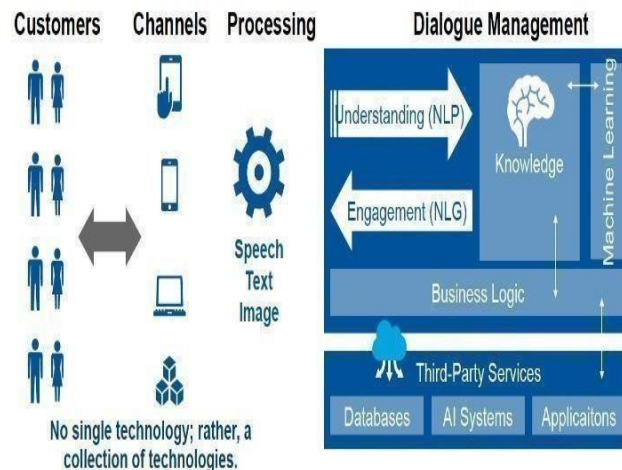 Customers
Channels
Processing
Dialogue Management
Understanding (NLP)
Engagement (NLG)
Knowledge
Machine Learning
Speech
Text
Image
Business Logic
Third-Party Services
Databases
AI Systems
Applicaitons
No single technology; rather, a
collection of technologies.